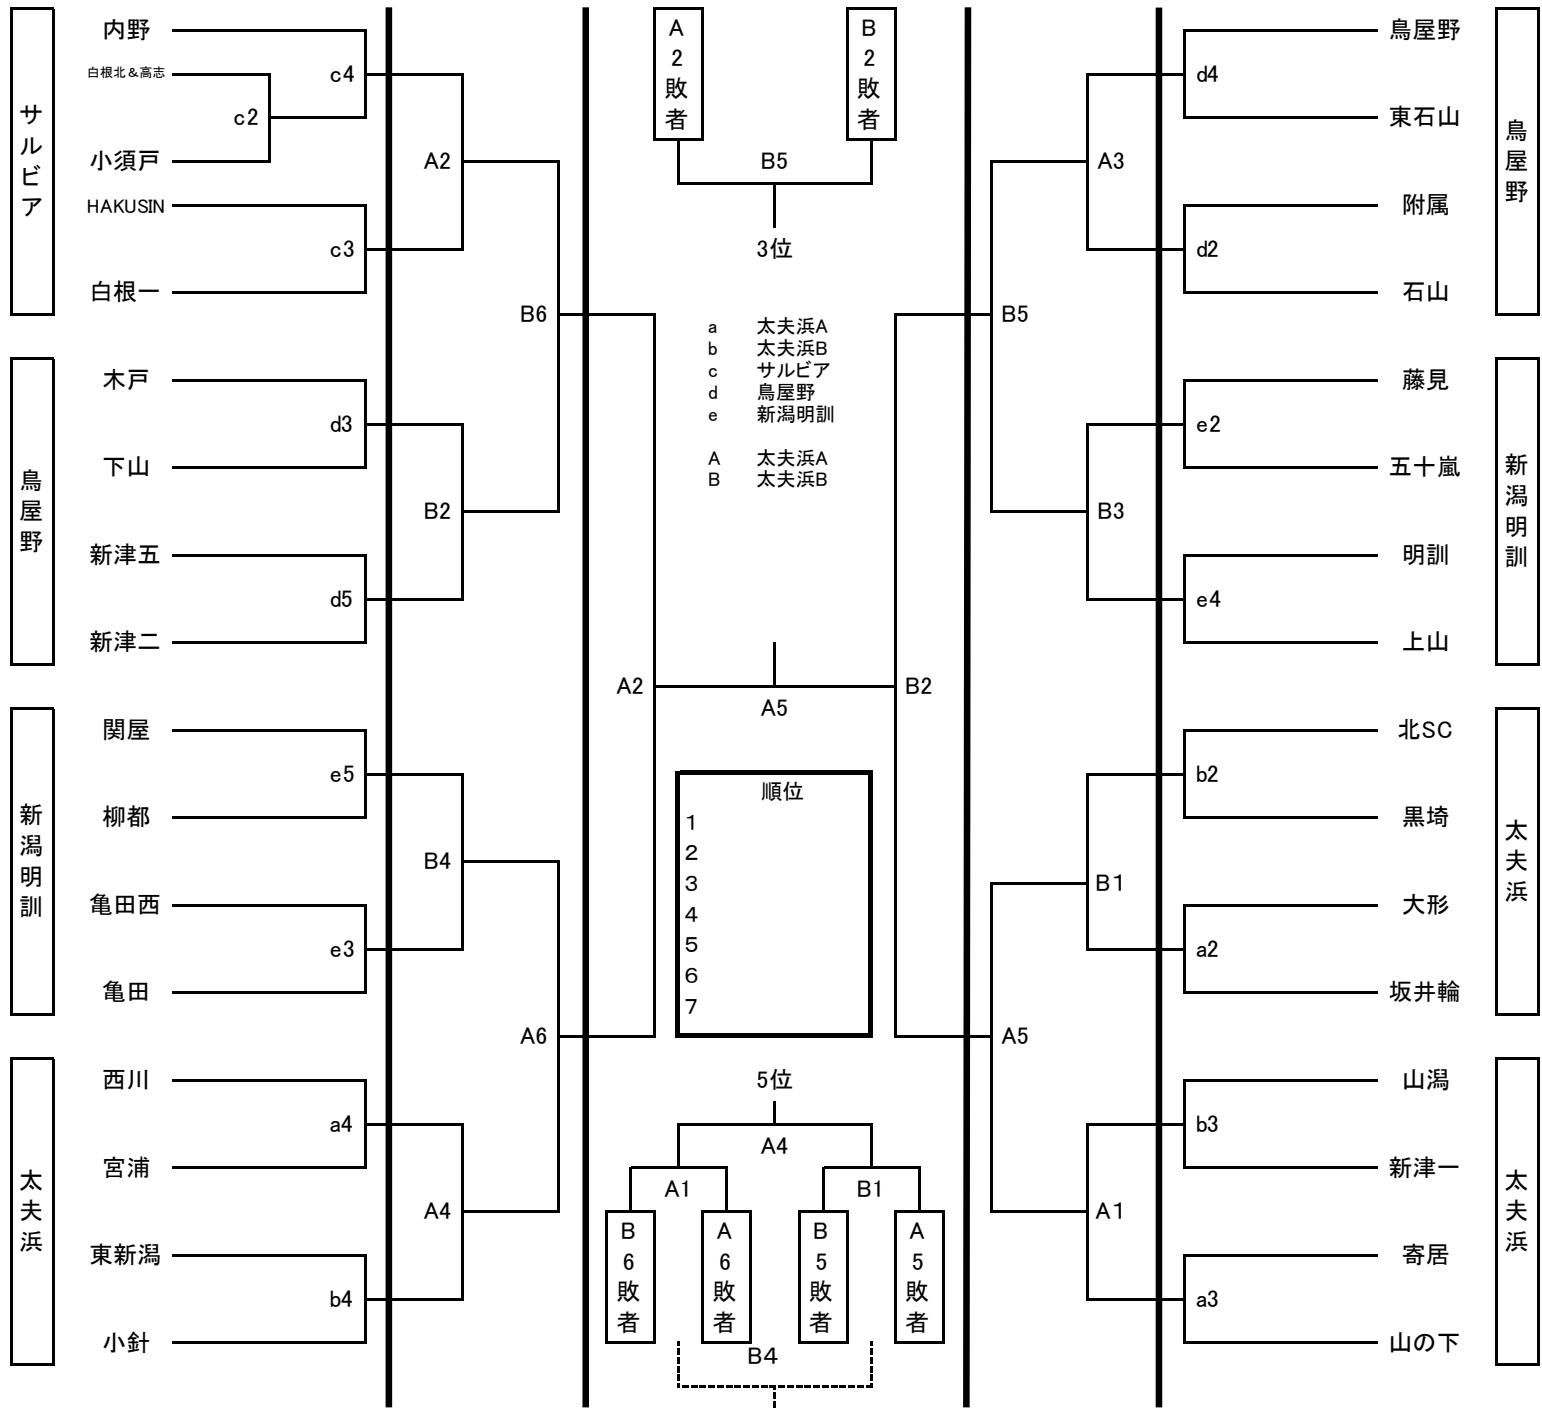 サルビア
内野
白根北＆高志
小須戸
HAKUSIN
白根一
c4
c2
c3
A2
鳥屋野
木戸
下山
新津五
新津二
d3
d5
B2
B6
新潟明訓
関屋
柳都
亀田西
亀田
e5
e3
B4
太夫浜
西川
宮浦
東新潟
小針
a4
b4
A4
A6
A2
A2敗者
B2敗者
B5
3位
a 太夫浜A
b 太夫浜B
c サルビア
d 鳥屋野
e 新潟明訓
A 太夫浜A
B 太夫浜B
A5
順位
1
2
3
4
5
6
7
5位
A4
A1
B1
B6敗者
A6敗者
B5敗者
A5敗者
B4
B2
B5
A3
d4
d2
鳥屋野
東石山
附属
石山
鳥屋野
B3
e2
e4
藤見
五十嵐
明訓
上山
新潟明訓
A5
B1
b2
a2
北SC
黒埼
大形
坂井輪
太夫浜
A1
b3
a3
山潟
新津一
寄居
山の下
太夫浜